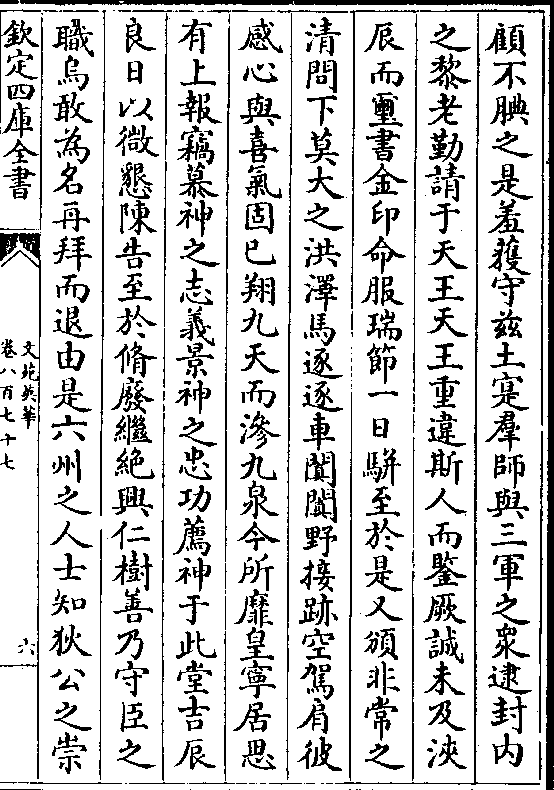 顧不腆之是羞獲守兹土寔羣師與三軍之衆逮封内
之黎老勤請于天王天王重違斯人而鑒厥誠未及浹
辰而璽書金印命服瑞節一日駢至於是又頒非常之
清問下莫大之洪澤馬逐逐車闐闐野接跡空駕肩彼
感心與喜氣固已翔九天而滲九泉今所靡皇寧居思
有上報竊慕神之志義景神之忠功薦神于此堂吉辰
良日以微懇陳告至於脩廢繼絶興仁樹善乃守臣之
職烏敢為名再拜而退由是六州之人士知狄公之崇
欽定四庫全書
文苑英華
卷八百七十七
六